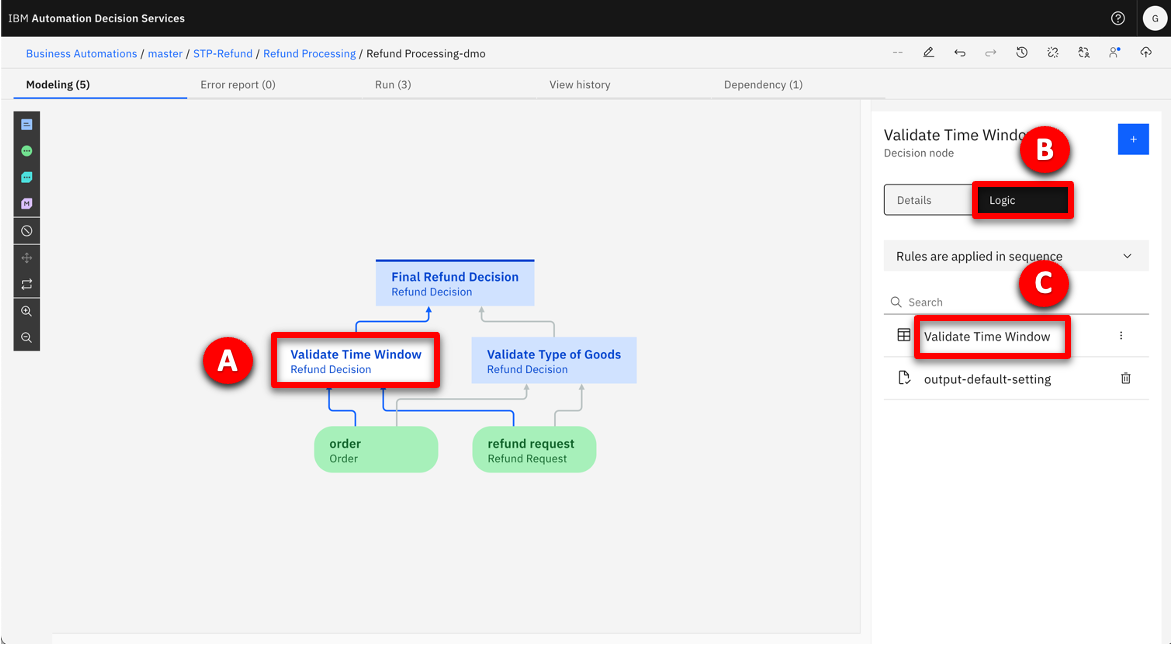 IBM Automation Decision Services
G
Business Automations / master / STP-Refund / Refund Processing / Refund Processing-dmo
--
Modeling (5)
Error report (0)
Run (3)
View history
Dependency (1)
Validate Time Windo
Decision node
+
B
Details
Logic
Rules are applied in sequence
C
Search
Validate Time Window
output-default-setting
Final Refund Decision
Refund Decision
A
Validate Time Window
Refund Decision
Validate Type of Goods
Refund Decision
order
Order
refund request
Refund Request
M